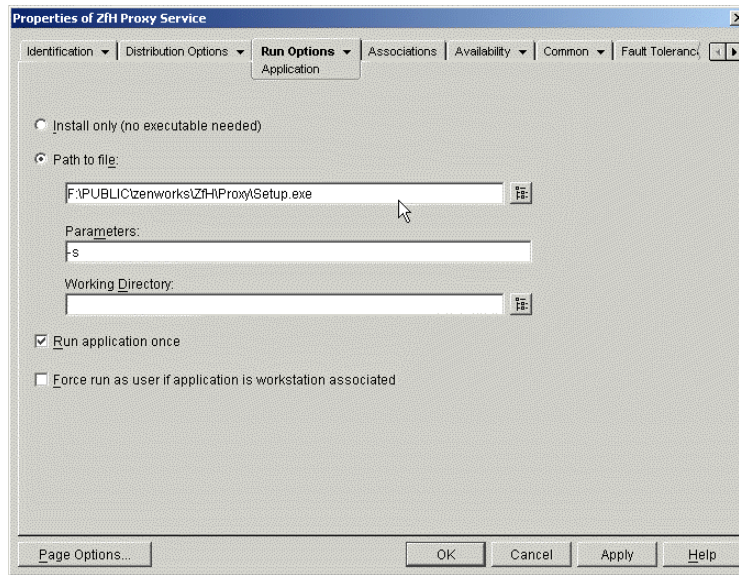 Properties of ZfH Proxy Service
Identification Distribution Options Run Options Associations Availability Common Fault Toleranc
Application
Install only (no executable needed)
Path to file:
F:\PUBLIC\zenworks\ZfH\Proxy\Setup.exe
Parameters:
-s
Working Directory:
Run application once
Force run as user if application is workstation associated
Page Options... OK Cancel Apply Help